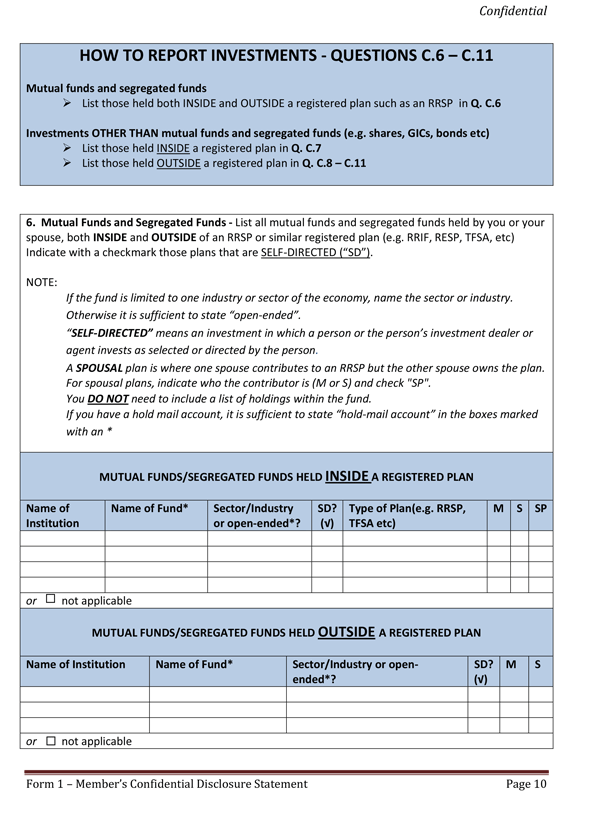 Confidential
HOW TO REPORT INVESTMENTS - QUESTIONS C.6 – C.11
Mutual funds and segregated funds
➢ List those held both INSIDE and OUTSIDE a registered plan such as an RRSP in Q. C.6
Investments OTHER THAN mutual funds and segregated funds (e.g. shares, GICs, bonds etc)
➢ List those held INSIDE a registered plan in Q. C.7
➢ List those held OUTSIDE a registered plan in Q. C.8 – C.11
6. Mutual Funds and Segregated Funds - List all mutual funds and segregated funds held by you or your
spouse, both INSIDE and OUTSIDE of an RRSP or similar registered plan (e.g. RRIF, RESP, TFSA, etc)
Indicate with a checkmark those plans that are SELF-DIRECTED ("SD").
NOTE:
If the fund is limited to one industry or sector of the economy, name the sector or industry.
Otherwise it is sufficient to state "open-ended".
"SELF-DIRECTED" means an investment in which a person or the person's investment dealer or
agent invests as selected or directed by the person.
A SPOUSAL plan is where one spouse contributes to an RRSP but the other spouse owns the plan.
For spousal plans, indicate who the contributor is (M or S) and check "SP".
You DO NOT need to include a list of holdings within the fund.
If you have a hold mail account, it is sufficient to state "hold-mail account" in the boxes marked
with an *
MUTUAL FUNDS/SEGREGATED FUNDS HELD INSIDE A REGISTERED PLAN
Name of Institution Name of Fund* Sector/Industry or open-ended*? SD? (√) Type of Plan(e.g. RRSP, TFSA etc) M S SP
or ☐ not applicable
MUTUAL FUNDS/SEGREGATED FUNDS HELD OUTSIDE A REGISTERED PLAN
Name of Institution Name of Fund* Sector/Industry or open-ended*? SD? (√) M S
or ☐ not applicable
Form 1 – Member's Confidential Disclosure Statement Page 10